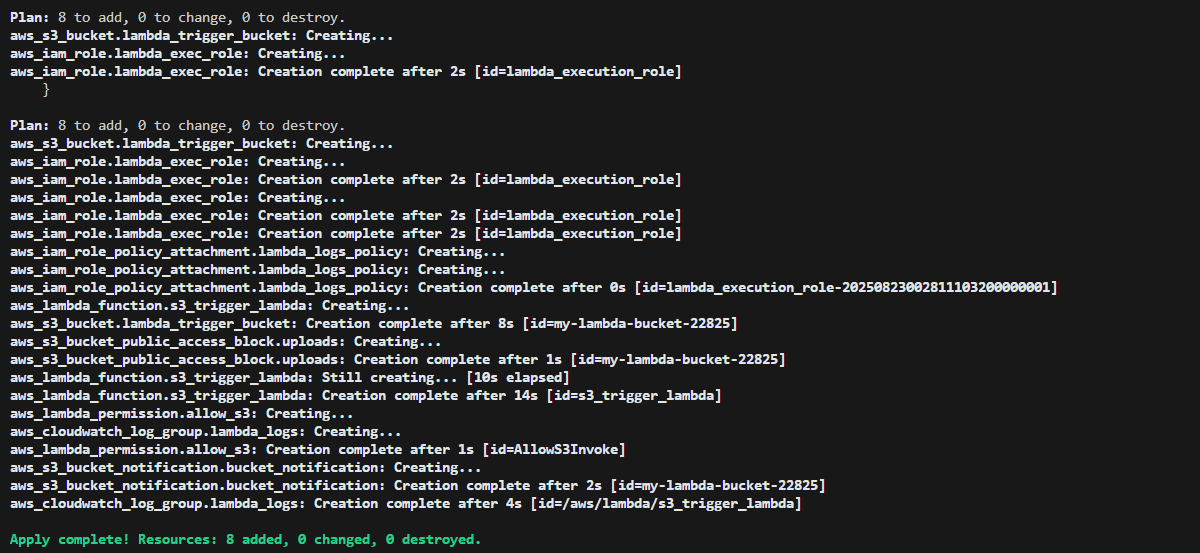 Plan: 8 to add, 0 to change, 0 to destroy.
aws_s3_bucket.lambda_trigger_bucket: Creating...
aws_iam_role.lambda_exec_role: Creating...
aws_iam_role.lambda_exec_role: Creation complete after 2s [id=lambda_execution_role]
}
Plan: 8 to add, 0 to change, 0 to destroy.
aws_s3_bucket.lambda_trigger_bucket: Creating...
aws_iam_role.lambda_exec_role: Creating...
aws_iam_role.lambda_exec_role: Creation complete after 2s [id=lambda_execution_role]
aws_iam_role.lambda_exec_role: Creating...
aws_iam_role.lambda_exec_role: Creation complete after 2s [id=lambda_execution_role]
aws_iam_role.lambda_exec_role: Creation complete after 2s [id=lambda_execution_role]
aws_iam_role_policy_attachment.lambda_logs_policy: Creating...
aws_iam_role_policy_attachment.lambda_logs_policy: Creating...
aws_iam_role_policy_attachment.lambda_logs_policy: Creation complete after 0s [id=lambda_execution_role-20250823002811103200000001]
aws_lambda_function.s3_trigger_lambda: Creating...
aws_s3_bucket.lambda_trigger_bucket: Creation complete after 8s [id=my-lambda-bucket-22825]
aws_s3_bucket_public_access_block.uploads: Creating...
aws_s3_bucket_public_access_block.uploads: Creation complete after 1s [id=my-lambda-bucket-22825]
aws_lambda_function.s3_trigger_lambda: Still creating... [10s elapsed]
aws_lambda_function.s3_trigger_lambda: Creation complete after 14s [id=s3_trigger_lambda]
aws_lambda_permission.allow_s3: Creating...
aws_cloudwatch_log_group.lambda_logs: Creating...
aws_lambda_permission.allow_s3: Creation complete after 1s [id=AllowS3Invoke]
aws_s3_bucket_notification.bucket_notification: Creating...
aws_s3_bucket_notification.bucket_notification: Creation complete after 2s [id=my-lambda-bucket-22825]
aws_cloudwatch_log_group.lambda_logs: Creation complete after 4s [id=/aws/lambda/s3_trigger_lambda]
Apply complete! Resources: 8 added, 0 changed, 0 destroyed.